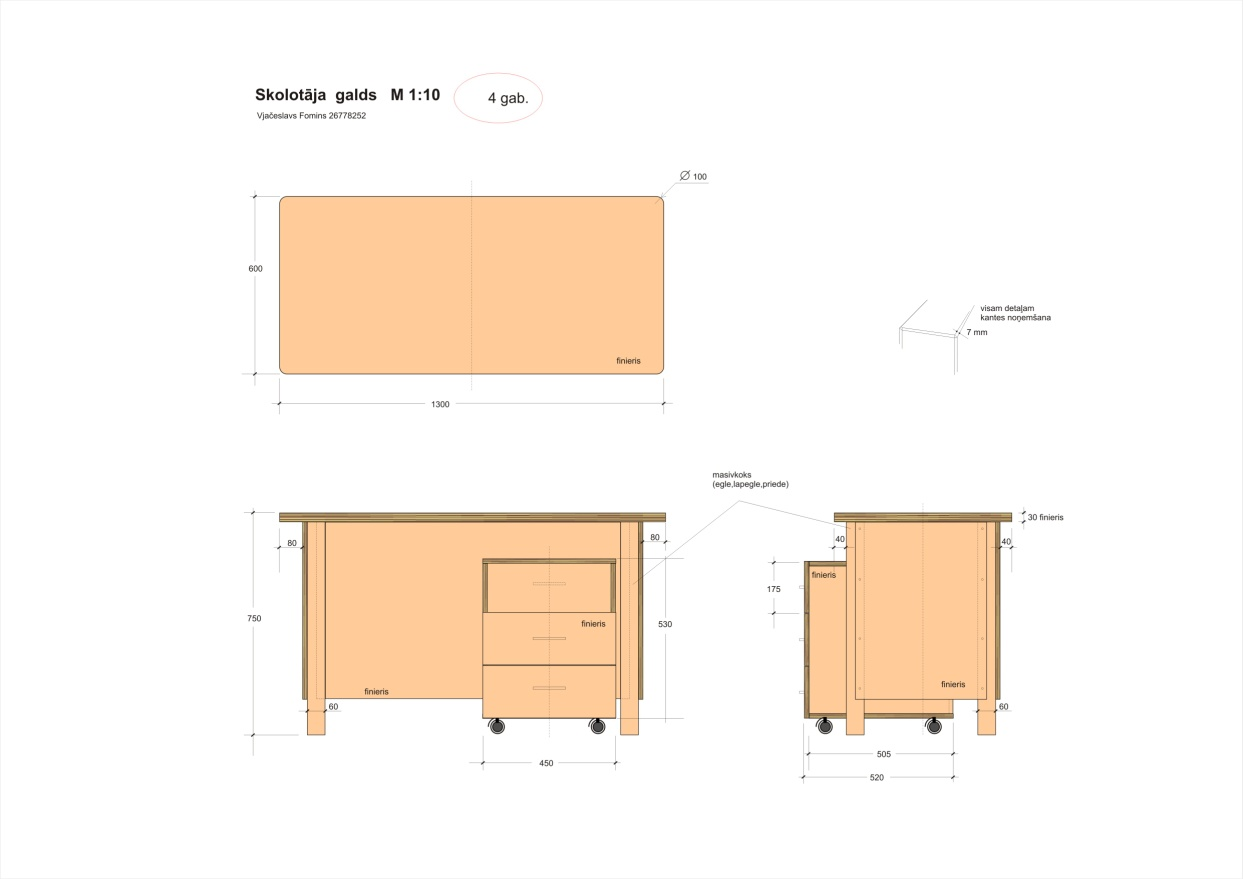 Skolotāja galds M 1:10
4 gab.
Vjačeslavs Fomins 26778252
Ø 100
600
finieris
1300
visam detaļam
kantes noņemšana
7 mm
masivkoks
(egle,lapegle,priede)
80
80
750
finieris
530
finieris
60
450
30 finieris
40
40
finieris
175
finieris
60
505
520